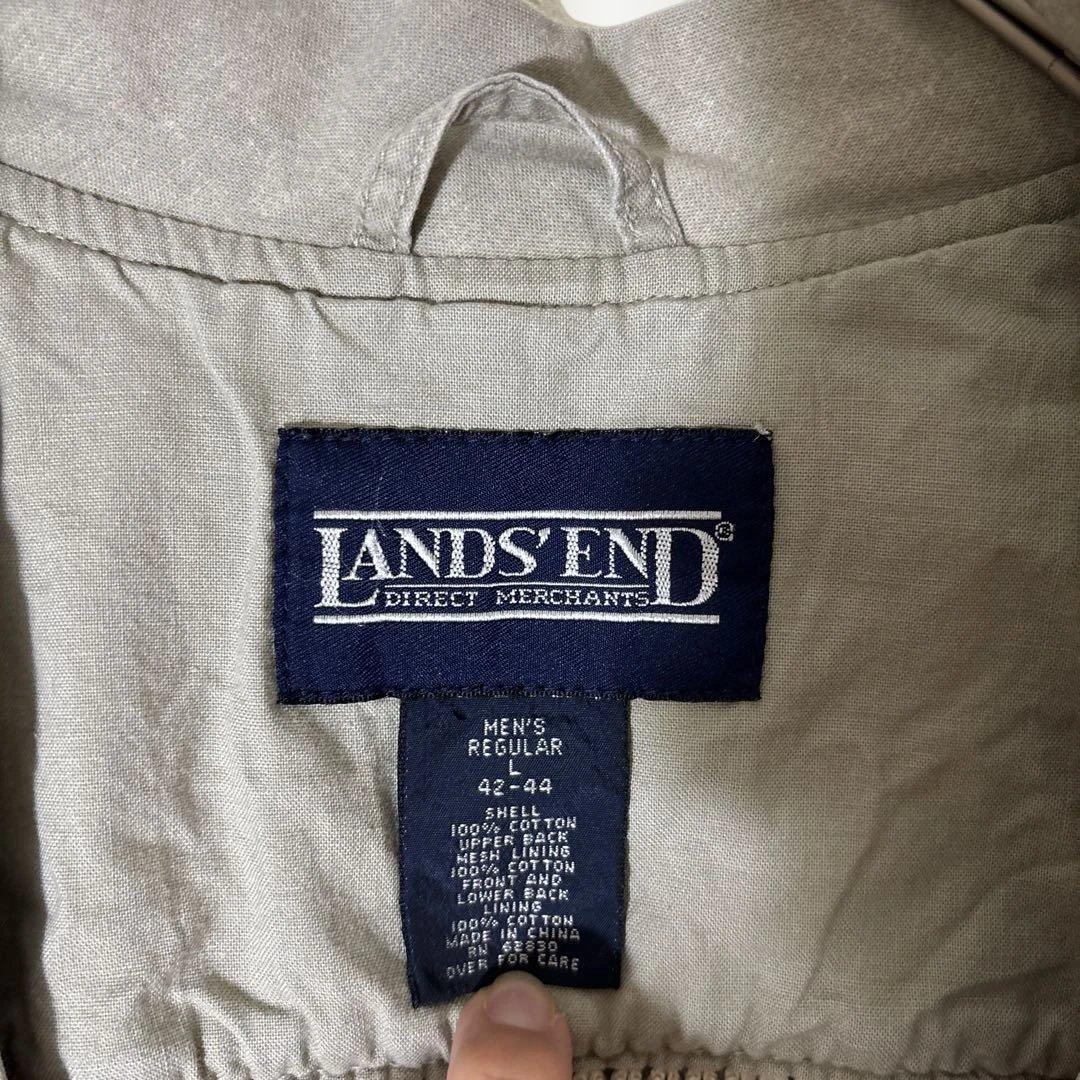 LANDS' END®
DIRECT MERCHANTS
MEN'S
REGULAR
L
42-44
SHELL
100% COTTON
UPPER BACK
MESH LINING
100% COTTON
FRONT AND
LOWER BACK
LINING
100% COTTON
MADE IN CHINA
RN 62830
OVER FOR CARE